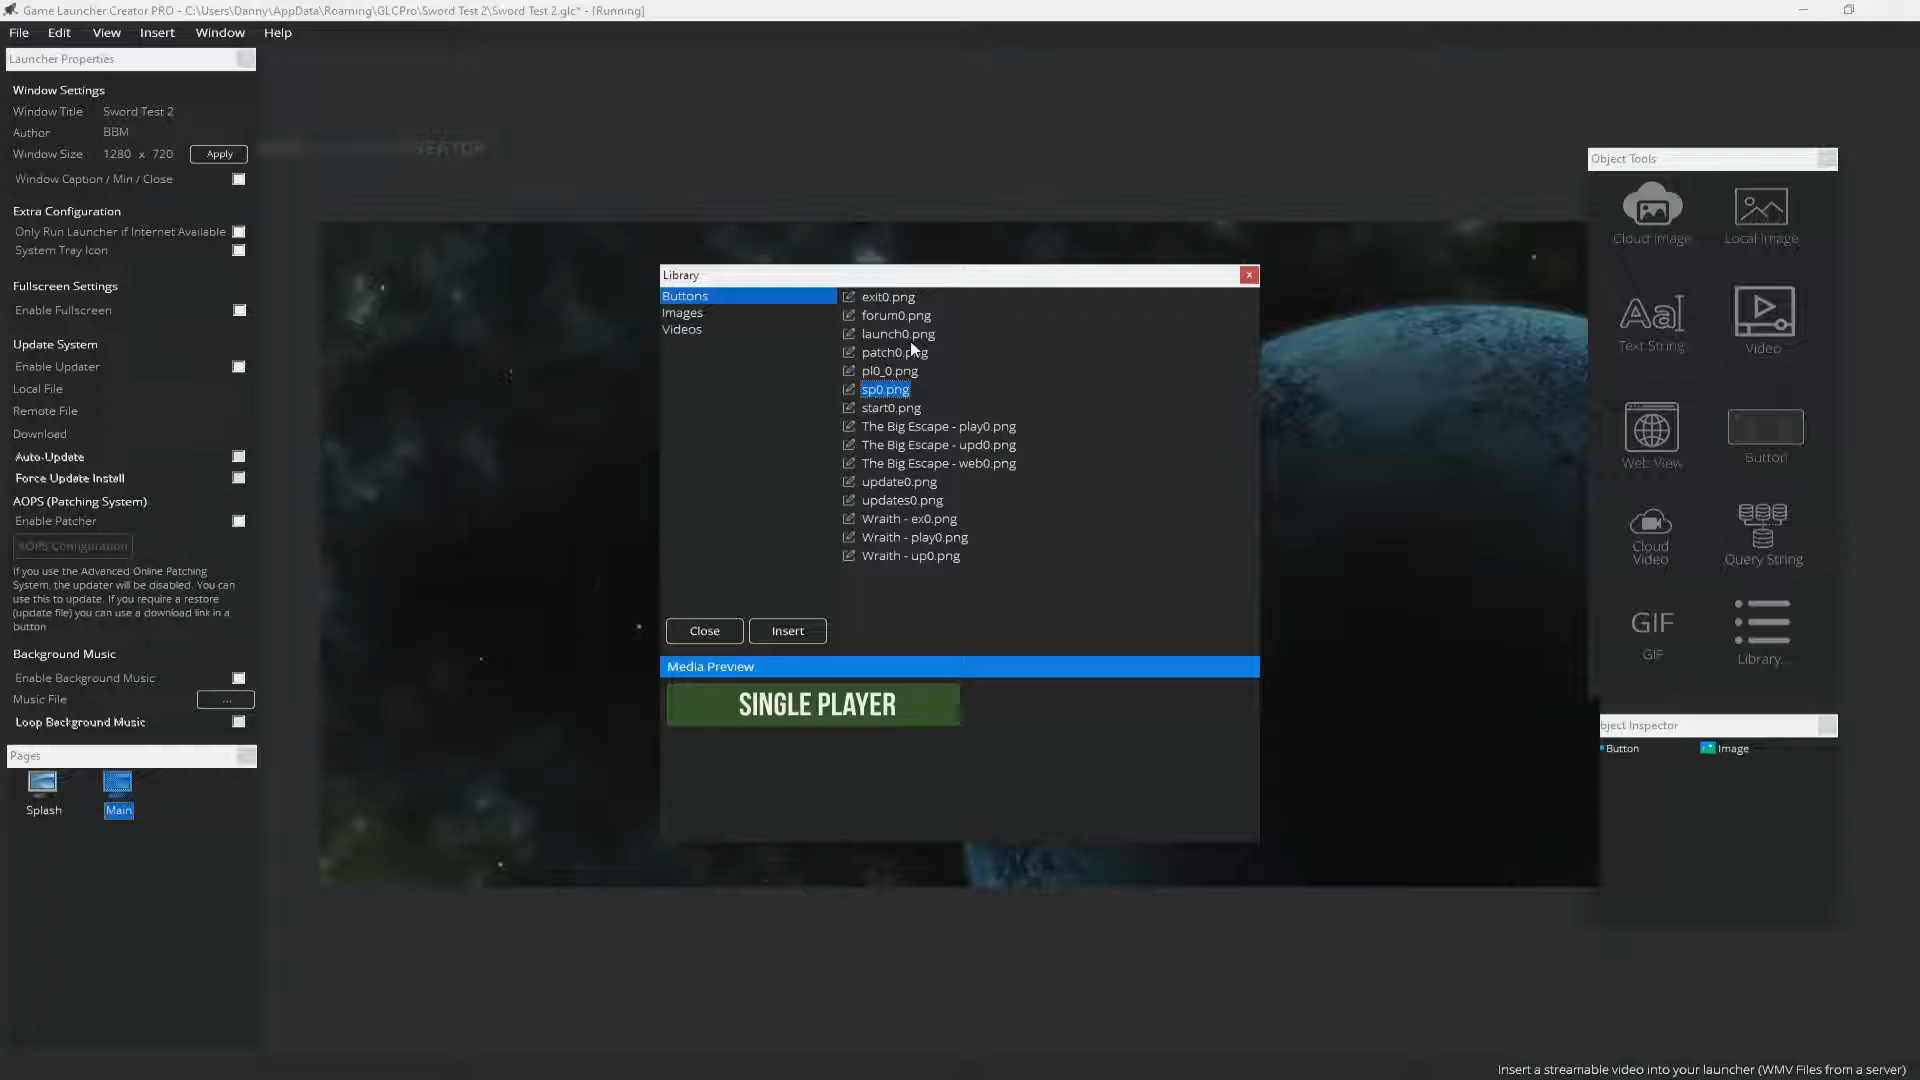 Game Launcher Creator PRO - C:\Users\Danny\AppData\Roaming\GLCPro\Sword Test 2\Sword Test 2.glc* - [Running]
File Edit View Insert Window Help
Launcher Properties
Window Settings
Window Title Sword Test 2
Author BBM
Window Size 1280 x 720 Apply
Window Caption / Min / Close
Extra Configuration
Only Run Launcher if Internet Available
System Tray Icon
Fullscreen Settings
Enable Fullscreen
Update System
Enable Updater
Local File
Remote File
Download
Auto-Update
Force Update Install
AOPS (Patching System)
Enable Patcher
AOPS Configuration
If you use the Advanced Online Patching
System, the updater will be disabled. You can
use this to update. If you require a restore
(update file) you can use a download link in a
button
Background Music
Enable Background Music
Music File ...
Loop Background Music
Pages
Splash Main
Library x
Buttons
Images
Videos
exit0.png
forum0.png
launch0.png
patch0.png
pl0_0.png
sp0.png
start0.png
The Big Escape - play0.png
The Big Escape - upd0.png
The Big Escape - web0.png
update0.png
updates0.png
Wraith - ex0.png
Wraith - play0.png
Wraith - up0.png
Close Insert
Media Preview
SINGLE PLAYER
Object Tools
Cloud Image Local Image
Aa
Text String Video
Web View Button
Cloud
Video
Query String
GIF
GIF Library...
bject Inspector
Button Image
Insert a streamable video into your launcher (WMV Files from a server)